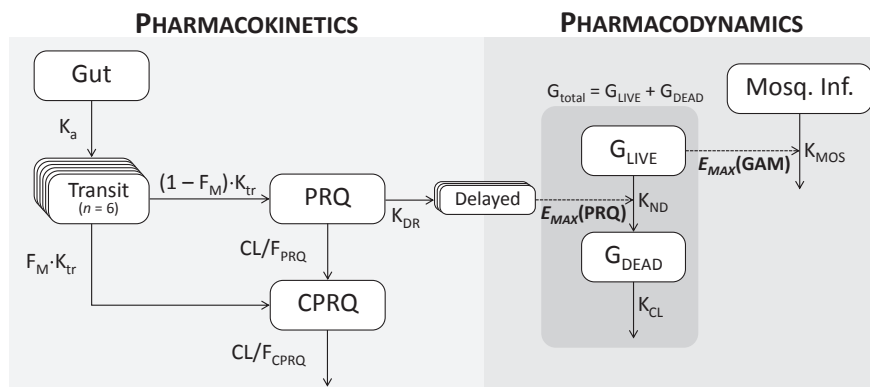 PHARMACOKINETICS
PHARMACODYNAMICS
Gut
Ka
Transit
(n = 6)
(1 – FM)·Ktr
PRQ
KDR
Delayed
EMAX(PRQ)
FM·Ktr
CL/FPRQ
CPRQ
CL/FCPRQ
Gtotal = GLIVE + GDEAD
GLIVE
KND
GDEAD
KCL
Mosq. Inf.
EMAX(GAM)
KMOS